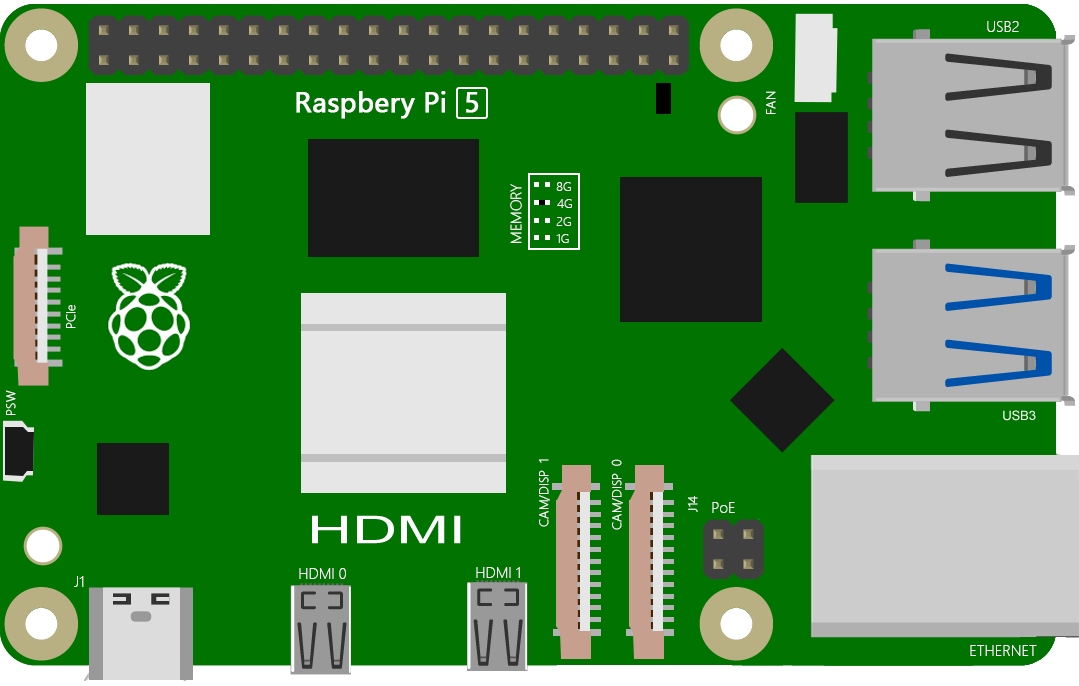 USB2
FAN
Raspbery Pi 5
MEMORY
8G
4G
2G
1G
PCIe
PSW
USB3
CAM/DISP 1
CAM/DISP 0
J14
PoE
HDMI
J1
HDMI 0
HDMI 1
ETHERNET